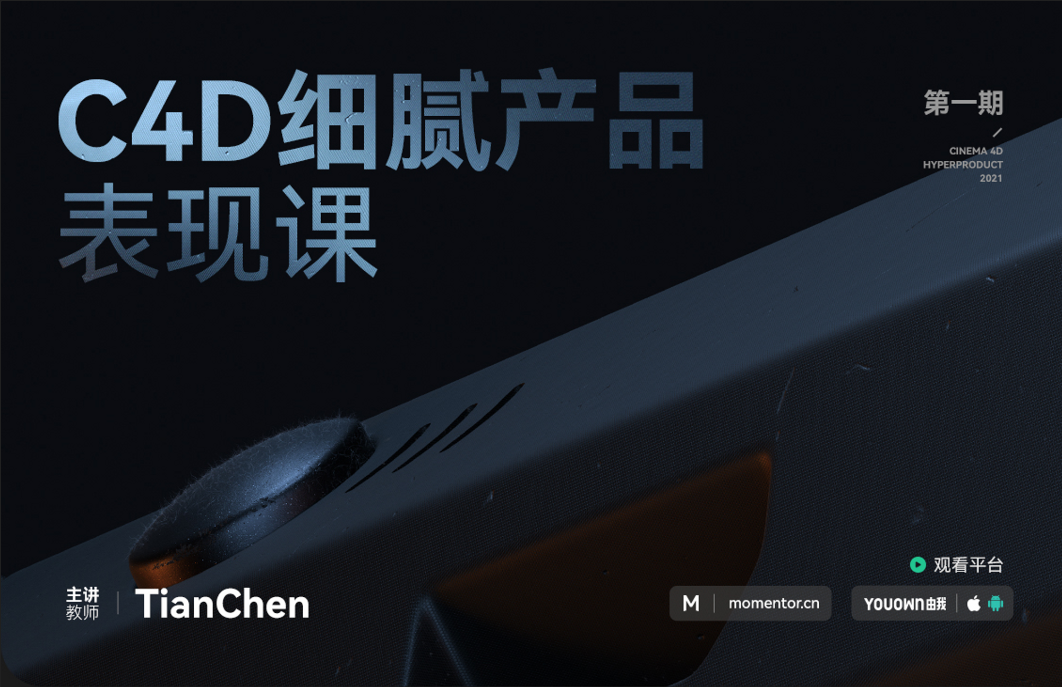 C4D细腻产品
表现课
第一期
CINEMA 4D
HYPERPRODUCT
2021
观看平台
主讲
教师
TianChen
M momentor.cn
YOUOWN由我